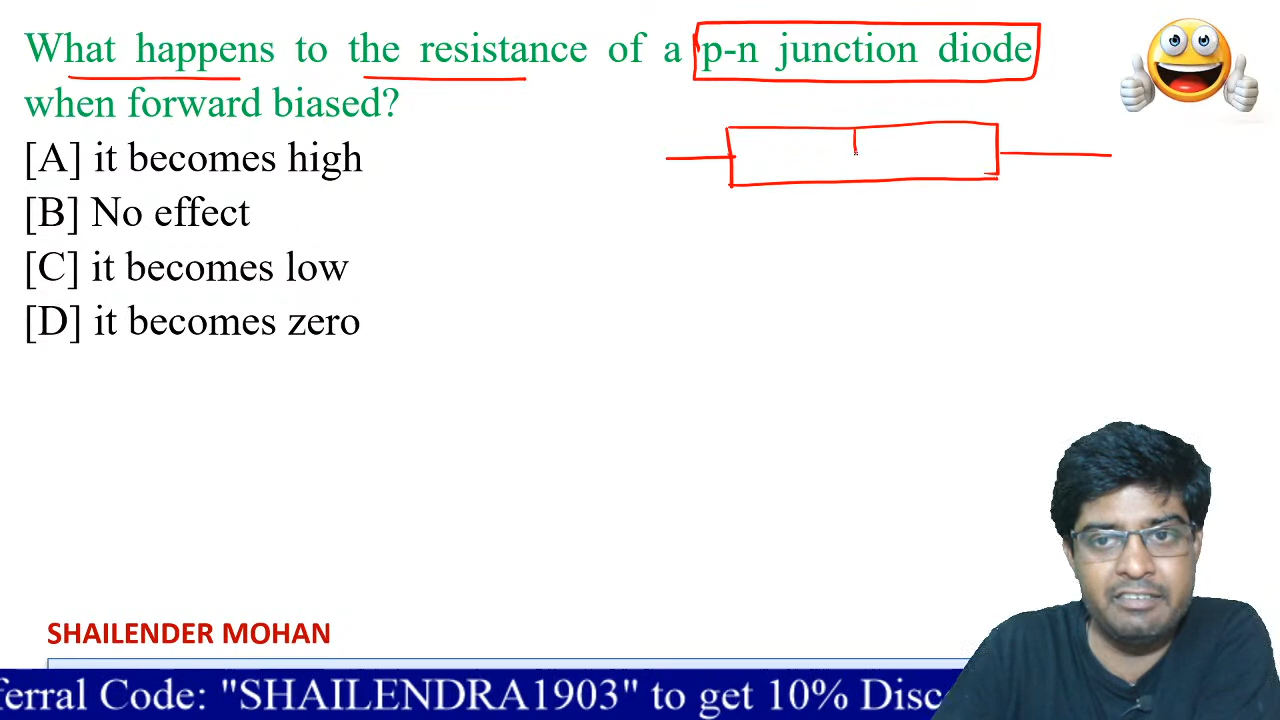 What happens to the resistance of a p-n junction diode
when forward biased?
[A] it becomes high
[B] No effect
[C] it becomes low
[D] it becomes zero
SHAILENDER MOHAN
ferral Code: "SHAILENDRA1903" to get 10% Disc